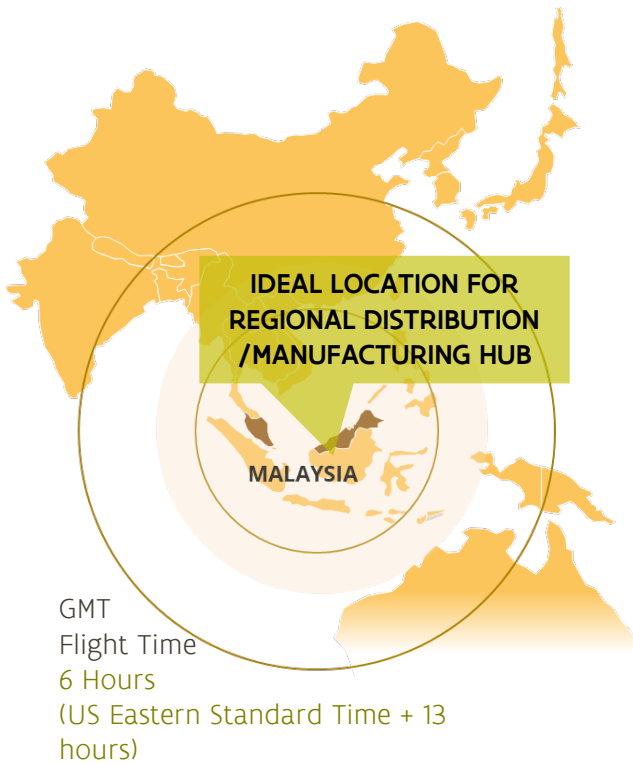 IDEAL LOCATION FOR
REGIONAL DISTRIBUTION
/MANUFACTURING HUB
MALAYSIA
GMT
Flight Time
6 Hours
(US Eastern Standard Time + 13
hours)